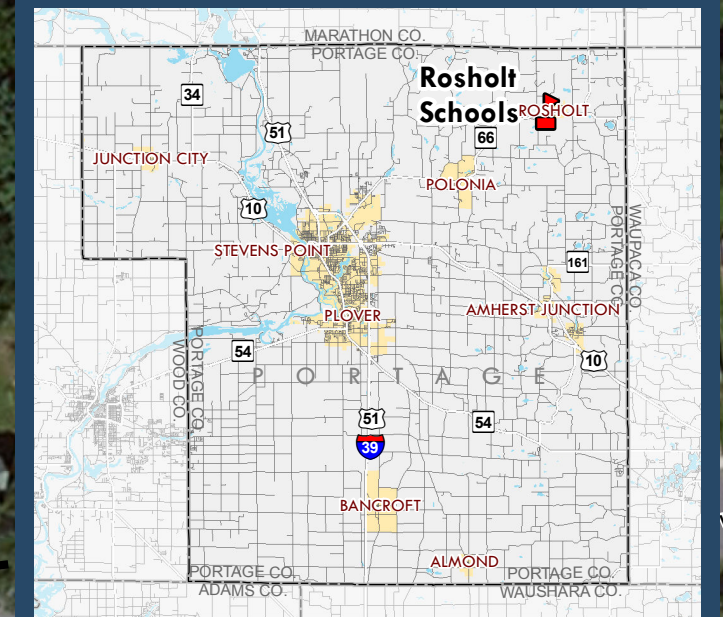 MARATHON CO.
PORTAGE CO.
Rosholt
Schools
ROSHOLT
34
51
66
JUNCTION CITY
POLONIA
10
WAUPACA CO.
PORTAGE CO.
STEVENS POINT
161
PLOVER
AMHERST JUNCTION
PORTAGE CO.
WOOD CO.
54
10
PORTAGE
51
54
39
BANCROFT
ALMOND
PORTAGE CO.
ADAMS CO.
PORTAGE CO.
WAUSHARA CO.